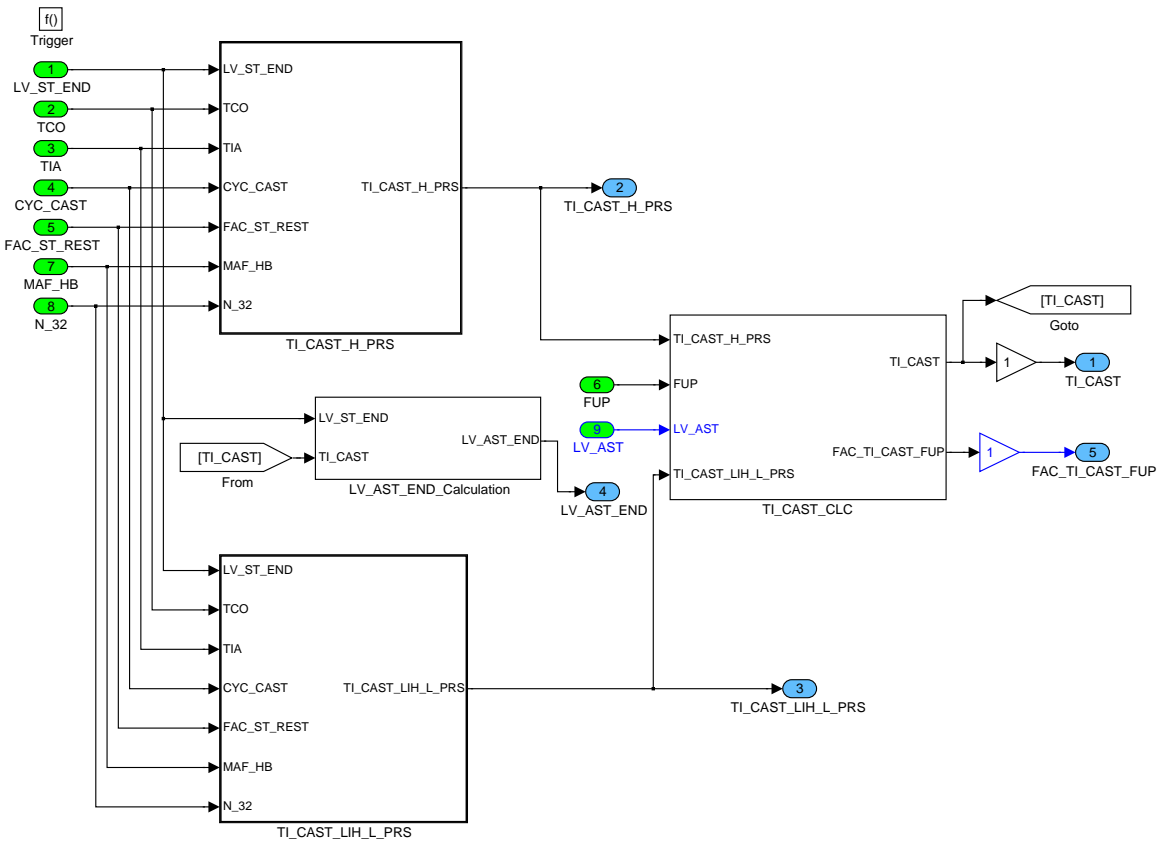 f()
Trigger
1
LV_ST_END
2
TCO
3
TIA
4
CYC_CAST
5
FAC_ST_REST
7
MAF_HB
8
N_32
LV_ST_END
TCO
TIA
CYC_CAST
FAC_ST_REST
MAF_HB
N_32
TI_CAST_H_PRS
TI_CAST_H_PRS
2
TI_CAST_H_PRS
[TI_CAST]
From
LV_ST_END
TI_CAST
LV_AST_END
LV_AST_END_Calculation
4
LV_AST_END
6
FUP
9
LV_AST
TI_CAST_H_PRS
FUP
LV_AST
TI_CAST_LIH_L_PRS
TI_CAST
FAC_TI_CAST_FUP
TI_CAST_CLC
[TI_CAST]
Goto
1
1
TI_CAST
1
5
FAC_TI_CAST_FUP
LV_ST_END
TCO
TIA
CYC_CAST
FAC_ST_REST
MAF_HB
N_32
TI_CAST_LIH_L_PRS
TI_CAST_LIH_L_PRS
3
TI_CAST_LIH_L_PRS